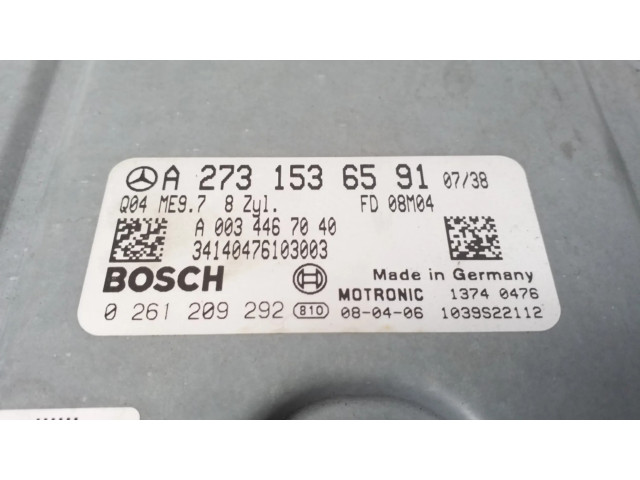 A 273 153 65 91 07/38
Q04 ME9.7 8 Zyl. FD 08M04
A 003 446 70 40
34140476103003
BOSCH Made in Germany
MOTRONIC 1374 0476
0 261 209 292 810 08-04-06 1039S22112